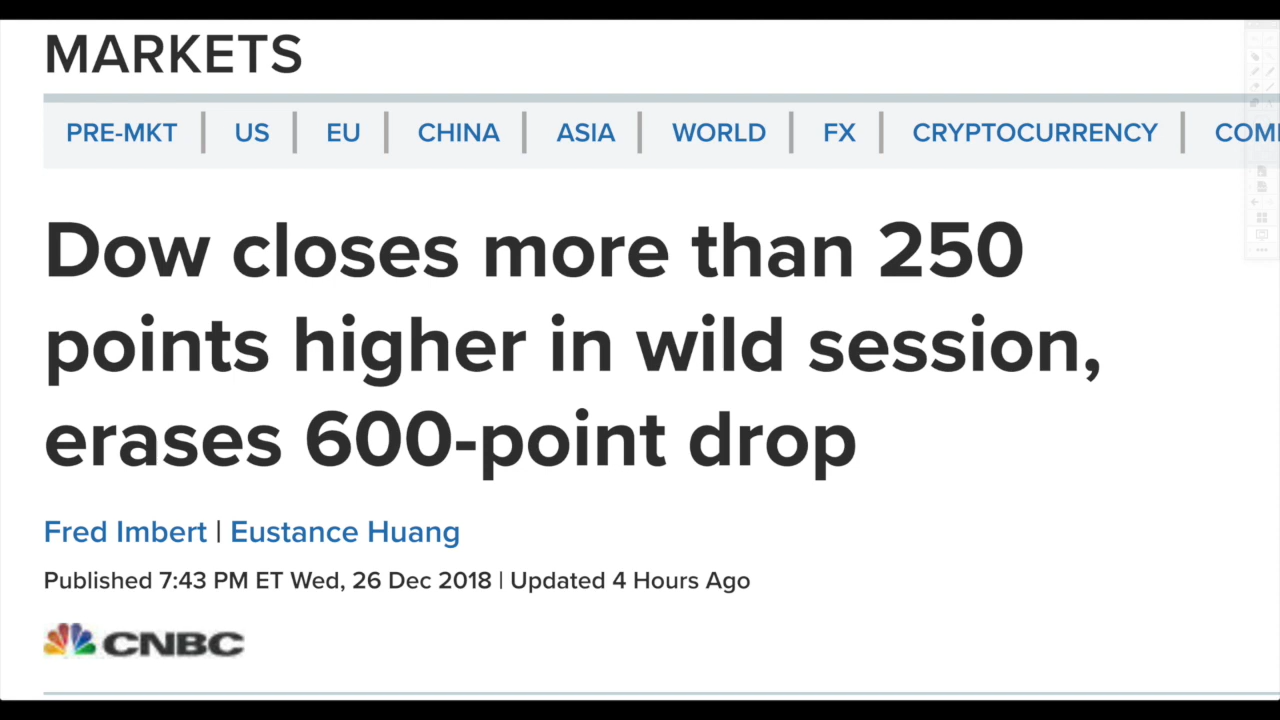 MARKETS
PRE-MKT | US | EU | CHINA | ASIA | WORLD | FX | CRYPTOCURRENCY |
Dow closes more than 250
points higher in wild session,
erases 600-point drop
Fred Imbert | Eustance Huang
Published 7:43 PM ET Wed, 26 Dec 2018 | Updated 4 Hours Ago
CNBC